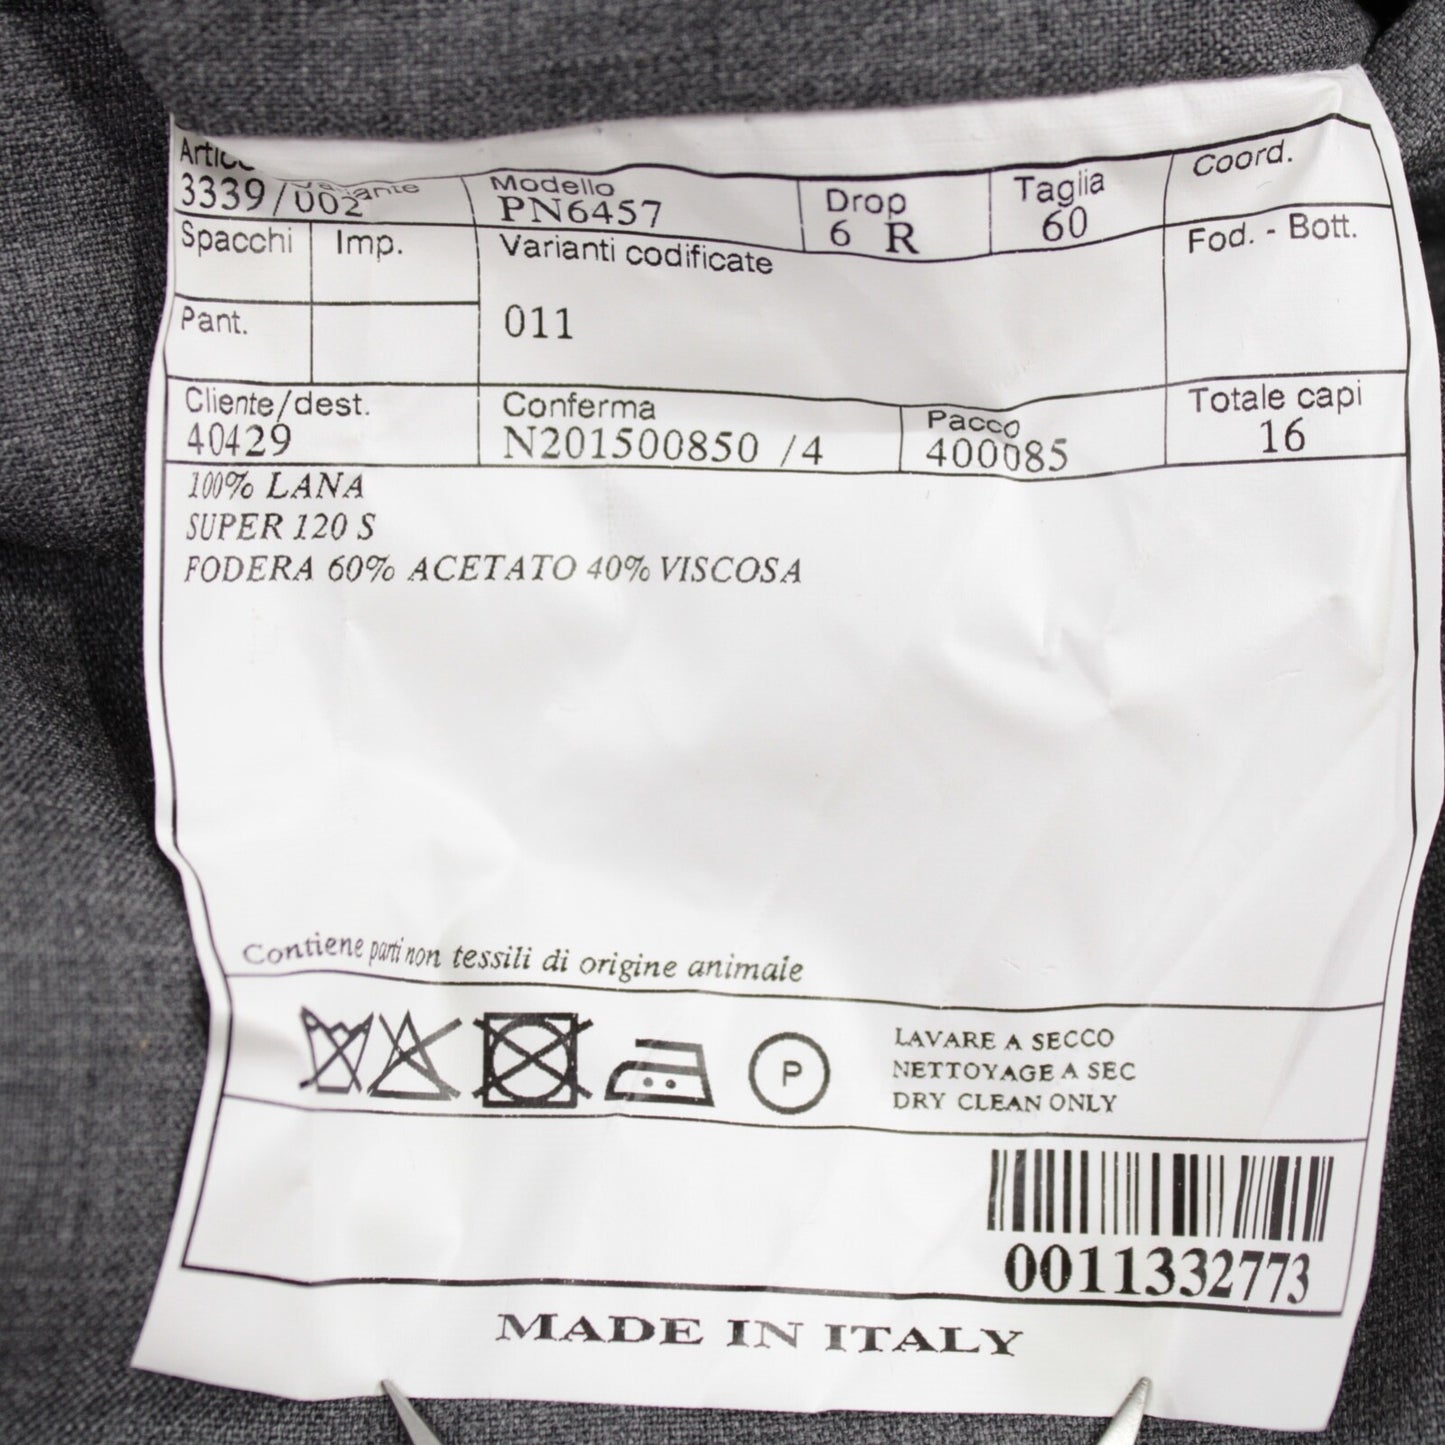 Modello Drop Taglia Coord.
3339/002 PN6457 6 R 60
Spacchi Imp. Varianti codificate Fod. - Bott.
Pant. 011
Cliente/dest. Conferma Pacco Totale capi
40429 N201500850 /4 400085 16
100% LANA
SUPER 120 S
FODERA 60% ACETATO 40% VISCOSA
Contiene parti non tessili di origine animale
P
LAVARE A SECCO
NETTOYAGE A SEC
DRY CLEAN ONLY
0011332773
MADE IN ITALY